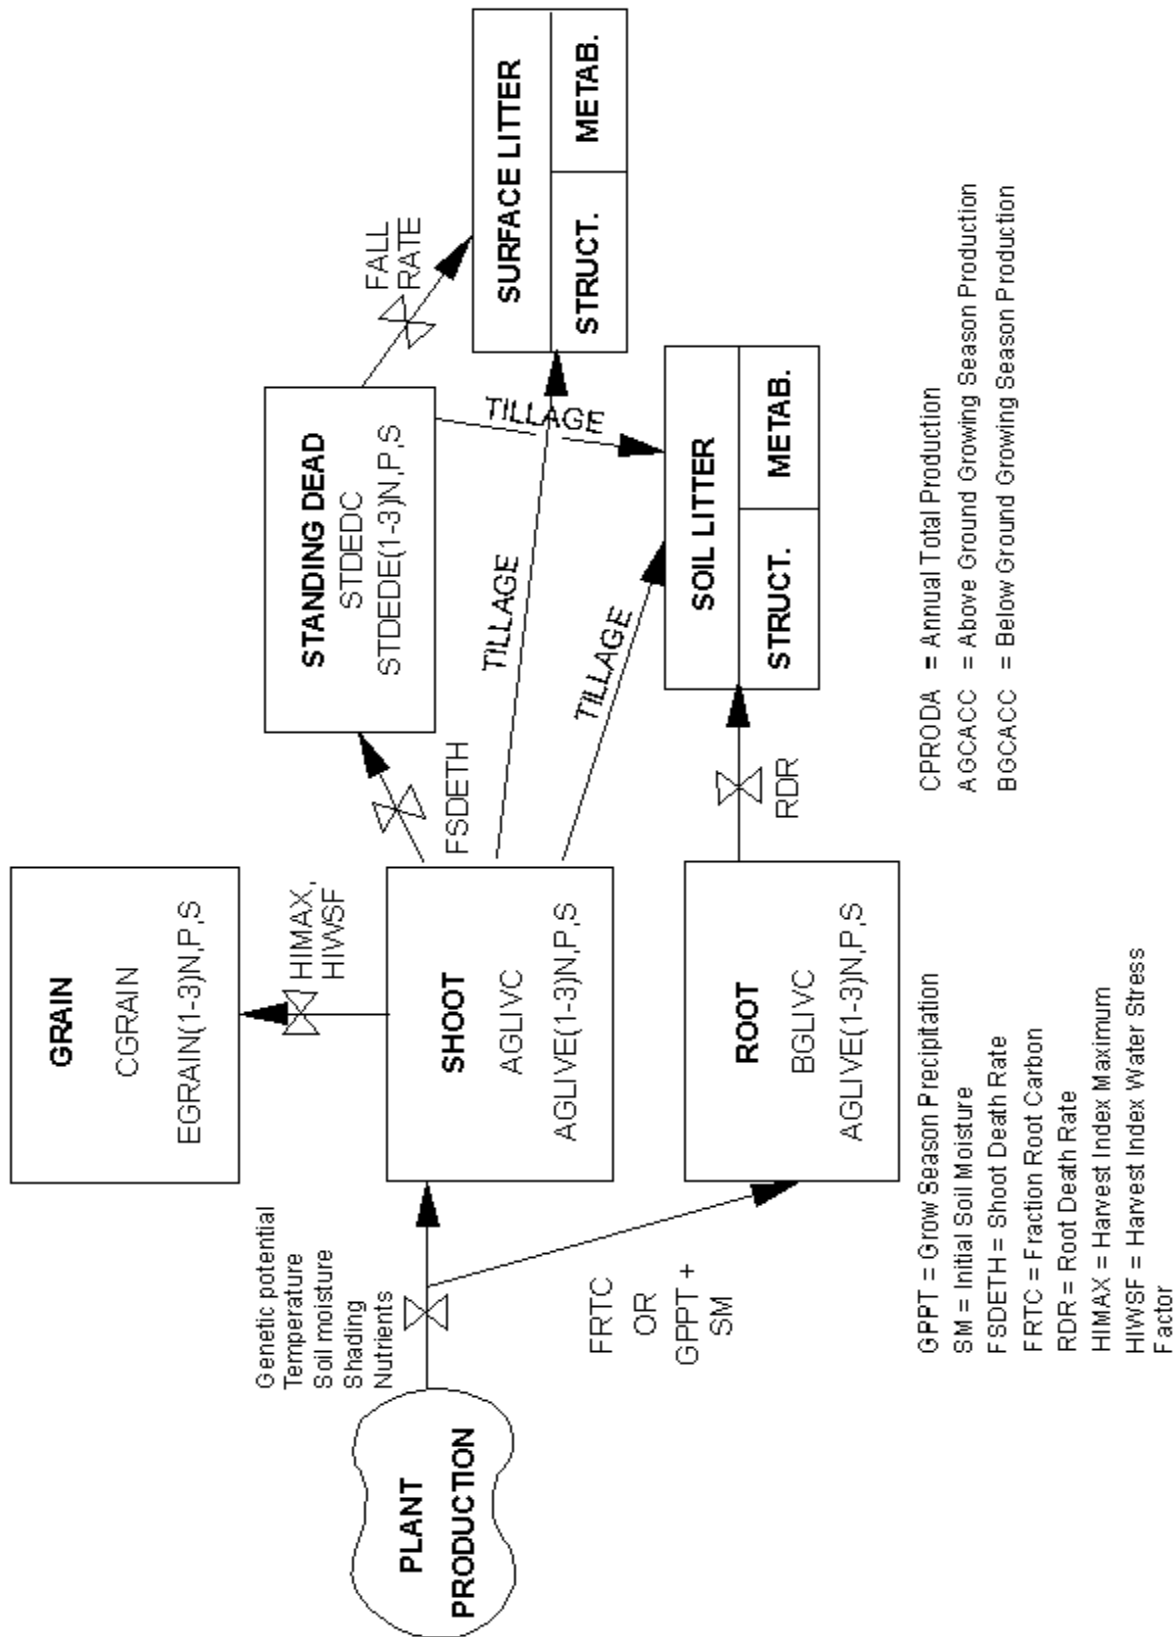 GRAIN
CGRAIN
EGRAIN(1-3)N,P,S
HIMAX,
HIWSF
Genetic potential
Temperature
Soil moisture
Shading
Nutrients
PLANT
PRODUCTION
SHOOT
AGLIVC
AGLIVE(1-3)N,P,S
FSDETH
STANDING DEAD
STDEDC
STDEDE(1-3)N,P,S
FALL
RATE
TILLAGE
TILLAGE
TILLAGE
SURFACE LITTER
STRUCT.
METAB.
FRTC
OR
GPPT +
SM
ROOT
BGLIVC
AGLIVE(1-3)N,P,S
RDR
SOIL LITTER
STRUCT.
METAB.
GPPT = Grow Season Precipitation
SM = Initial Soil Moisture
FSDETH = Shoot Death Rate
FRTC = Fraction Root Carbon
RDR = Root Death Rate
HIMAX = Harvest Index Maximum
HIWSF = Harvest Index Water Stress
Factor
CPRODA = Annual Total Production
AGCACC = Above Ground Growing Season Production
BGCACC = Below Ground Growing Season Production